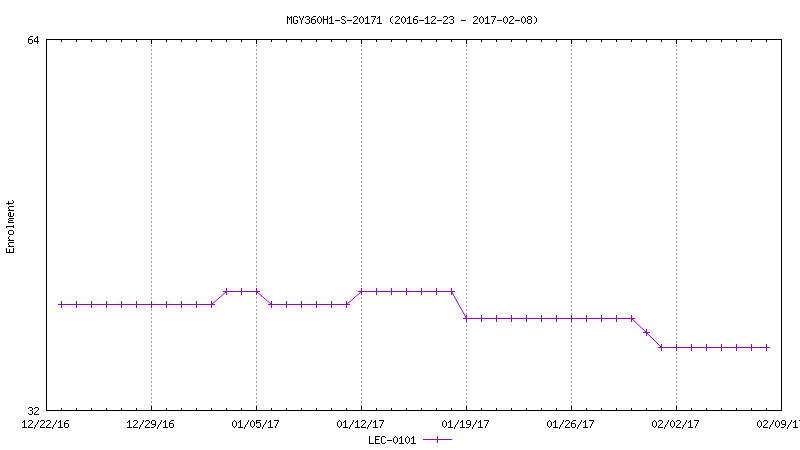 MGY360H1-S-20171 (2016-12-23 - 2017-02-08)
64
Enrolment
32
12/22/16 12/29/16 01/05/17 01/12/17 01/19/17 01/26/17 02/02/17 02/09/1
LEC-0101